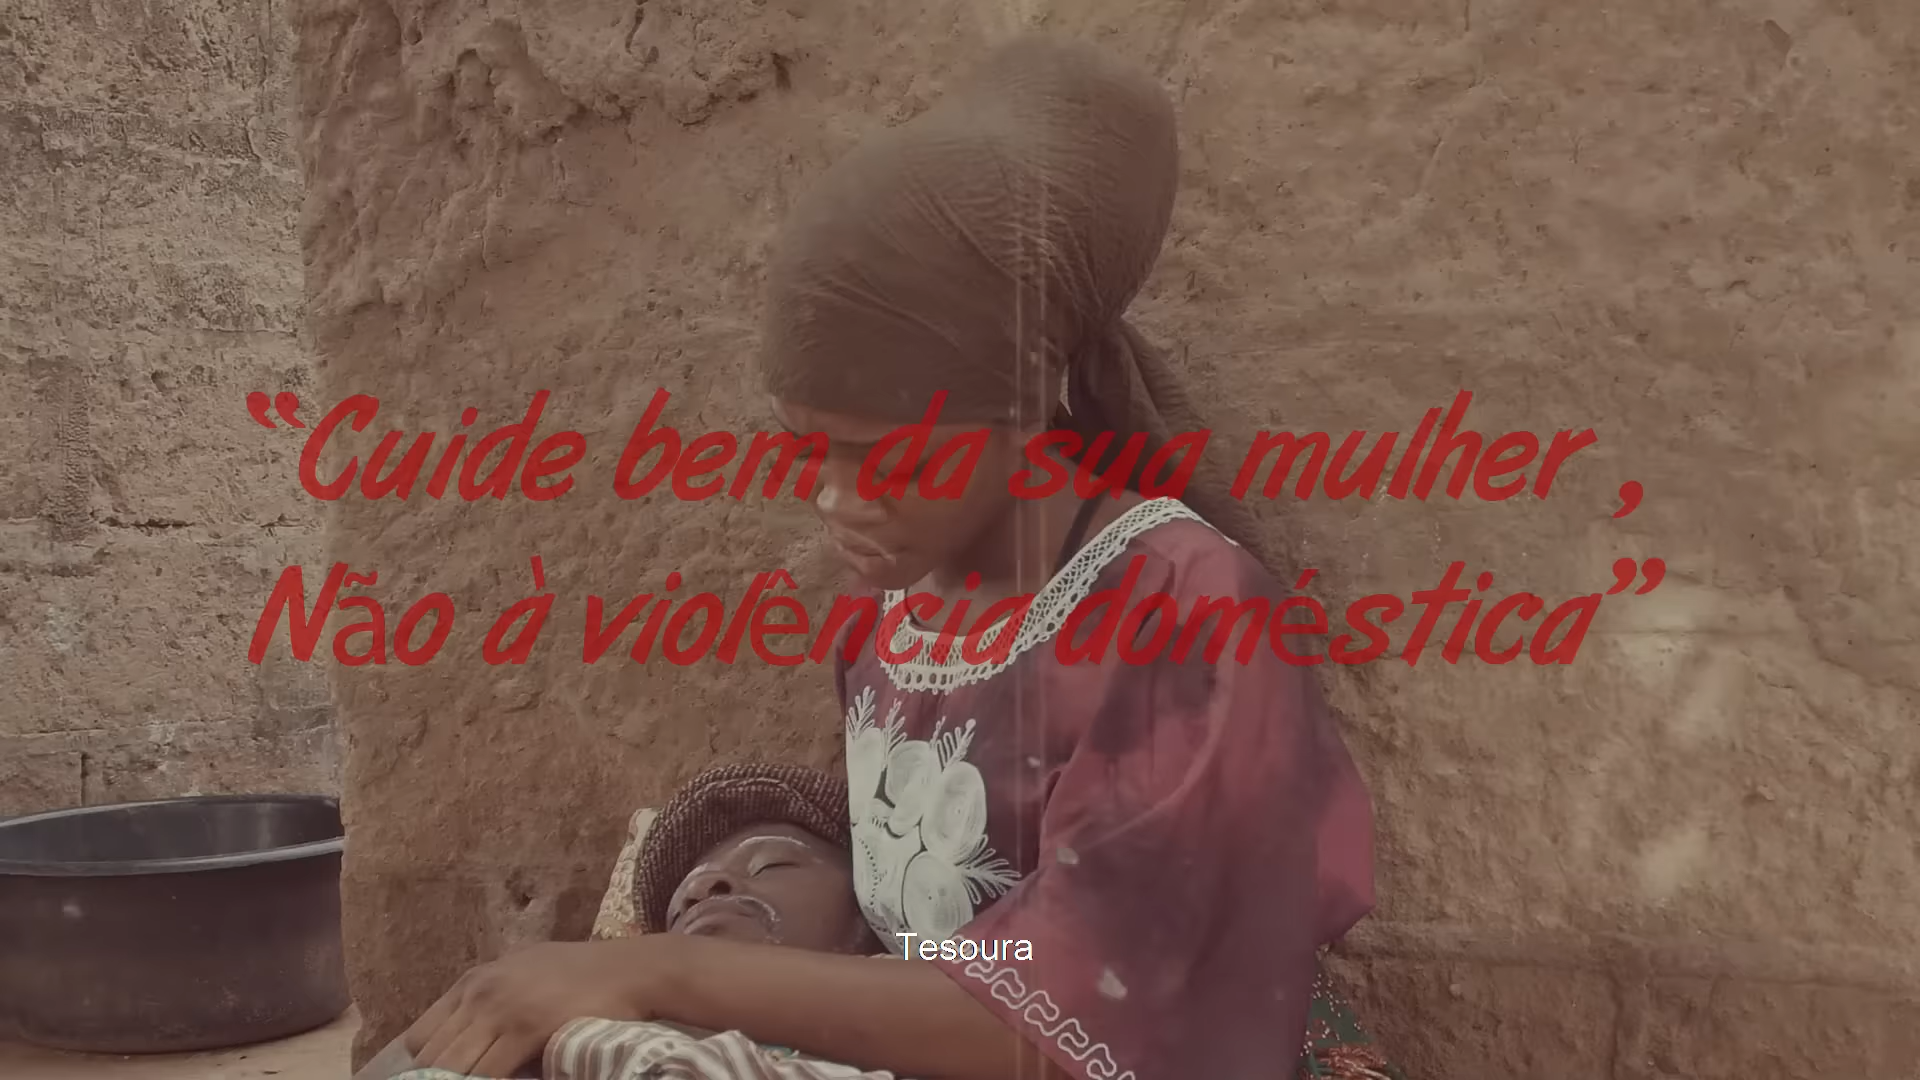 “Cuide bem da sua mulher ,
Não à violência doméstica”
Tesoura